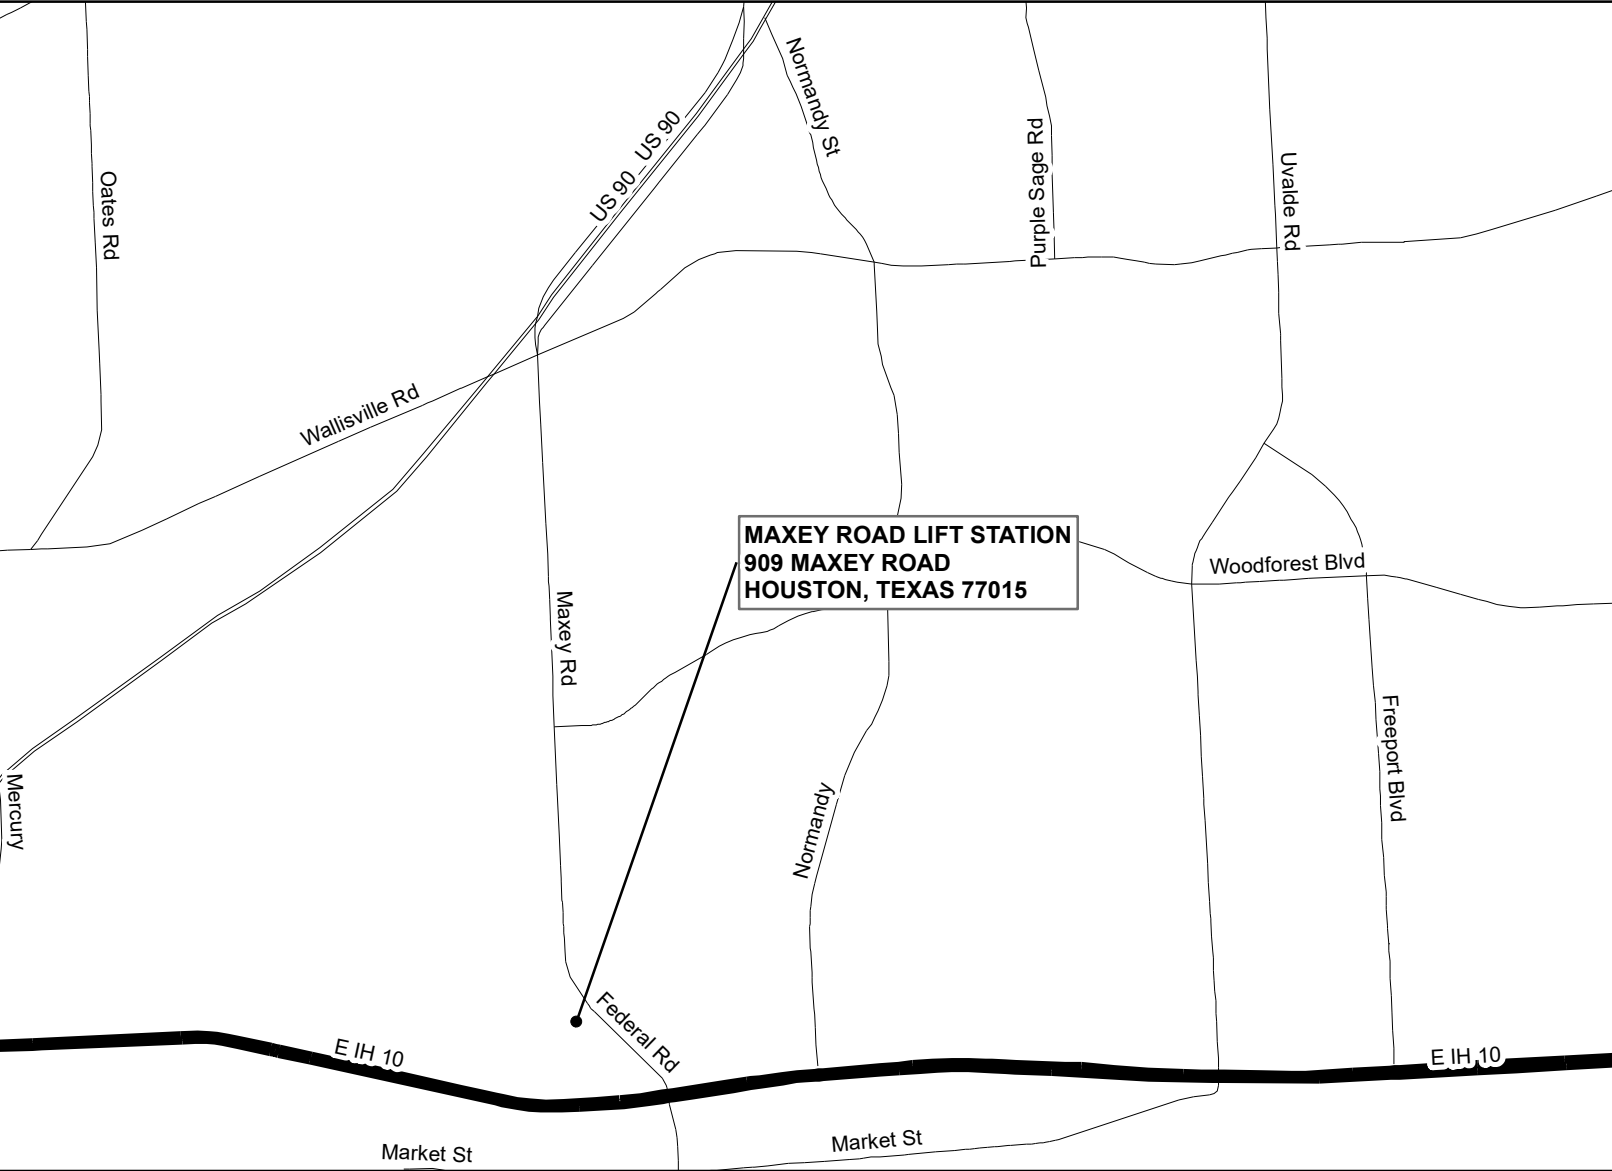 Normandy St
US 90
US 90
Purple Sage Rd
Uvalde Rd
Oates Rd
Wallisville Rd
MAXEY ROAD LIFT STATION
909 MAXEY ROAD
HOUSTON, TEXAS 77015
Woodforest Blvd
Maxey Rd
Freeport Blvd
Mercury
Normandy
Federal Rd
E IH 10
E IH 10
Market St
Market St